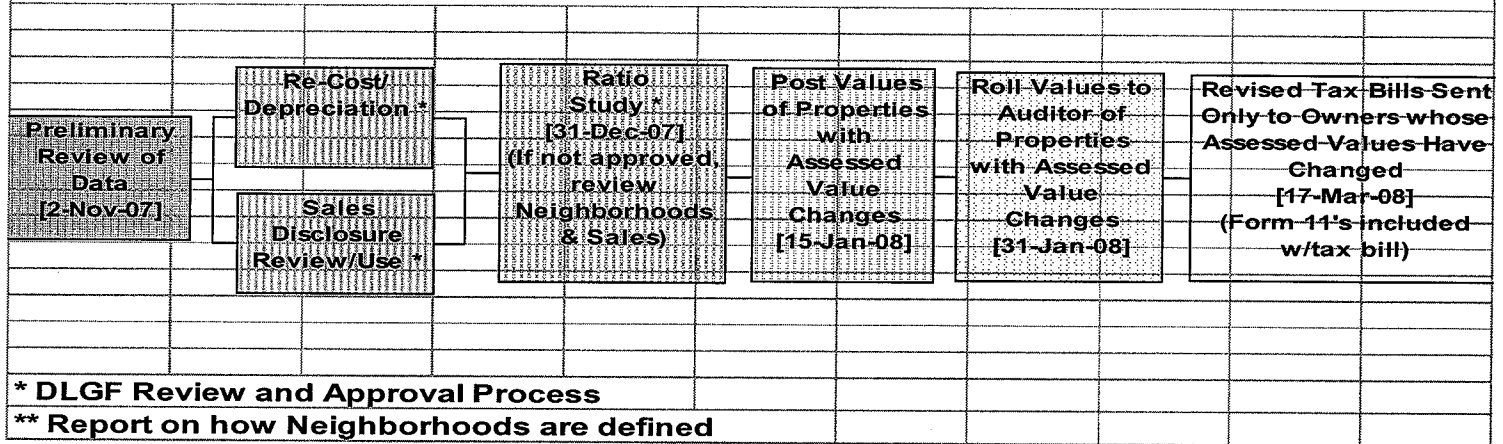 Preliminary
Review of
Data
[2-Nov-07]
Re-Cost/
Depreciation *
Sales
Disclosure
Review/Use *
Ratio
Study *
[31-Dec-07]
(If not approved,
review
Neighborhoods
& Sales)
Post Values
of Properties
with
Assessed
Value
Changes
[15-Jan-08]
Roll Values to
Auditor of
Properties
with Assessed
Value
Changes
[31-Jan-08]
Revised Tax Bills Sent
Only to Owners whose
Assessed Values Have
Changed
[17-Mar-08]
(Form 11's included
w/tax bill)
* DLGF Review and Approval Process
** Report on how Neighborhoods are defined